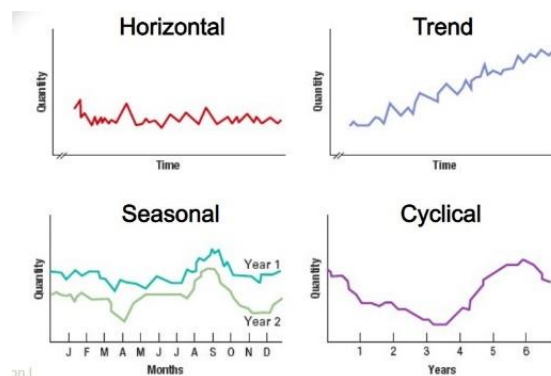 Horizontal
Quantity
Time
Trend
Quantity
Time
Seasonal
Quantity
Year 1
Year 2
J F M A M J J A S O N D
Months
Cyclical
Quantity
1 2 3 4 5 6
Years